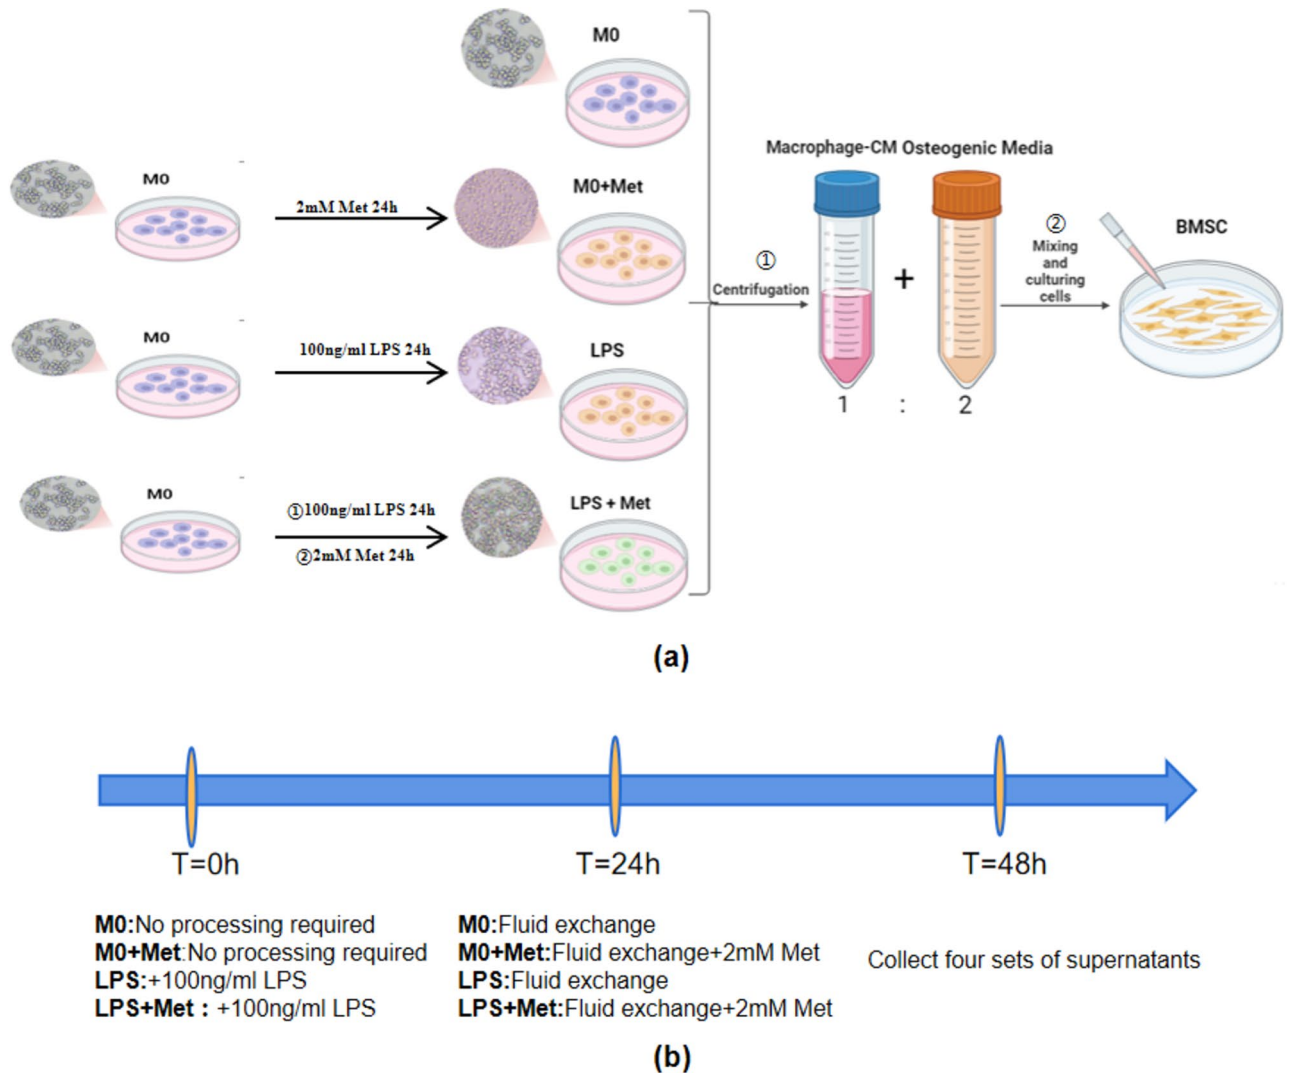 M0
M0
2mM Met 24h
M0+Met
M0
100ng/ml LPS 24h
LPS
M0
①100ng/ml LPS 24h
②2mM Met 24h
LPS + Met
①
Centrifugation
Macrophage-CM Osteogenic Media
+
1 : 2
②
Mixing
and
culturing
cells
BMSC
(a)
T=0h
T=24h
T=48h
M0:No processing required
M0+Met:No processing required
LPS:+100ng/ml LPS
LPS+Met : +100ng/ml LPS
M0:Fluid exchange
M0+Met:Fluid exchange+2mM Met
LPS:Fluid exchange
LPS+Met:Fluid exchange+2mM Met
Collect four sets of supernatants
(b)